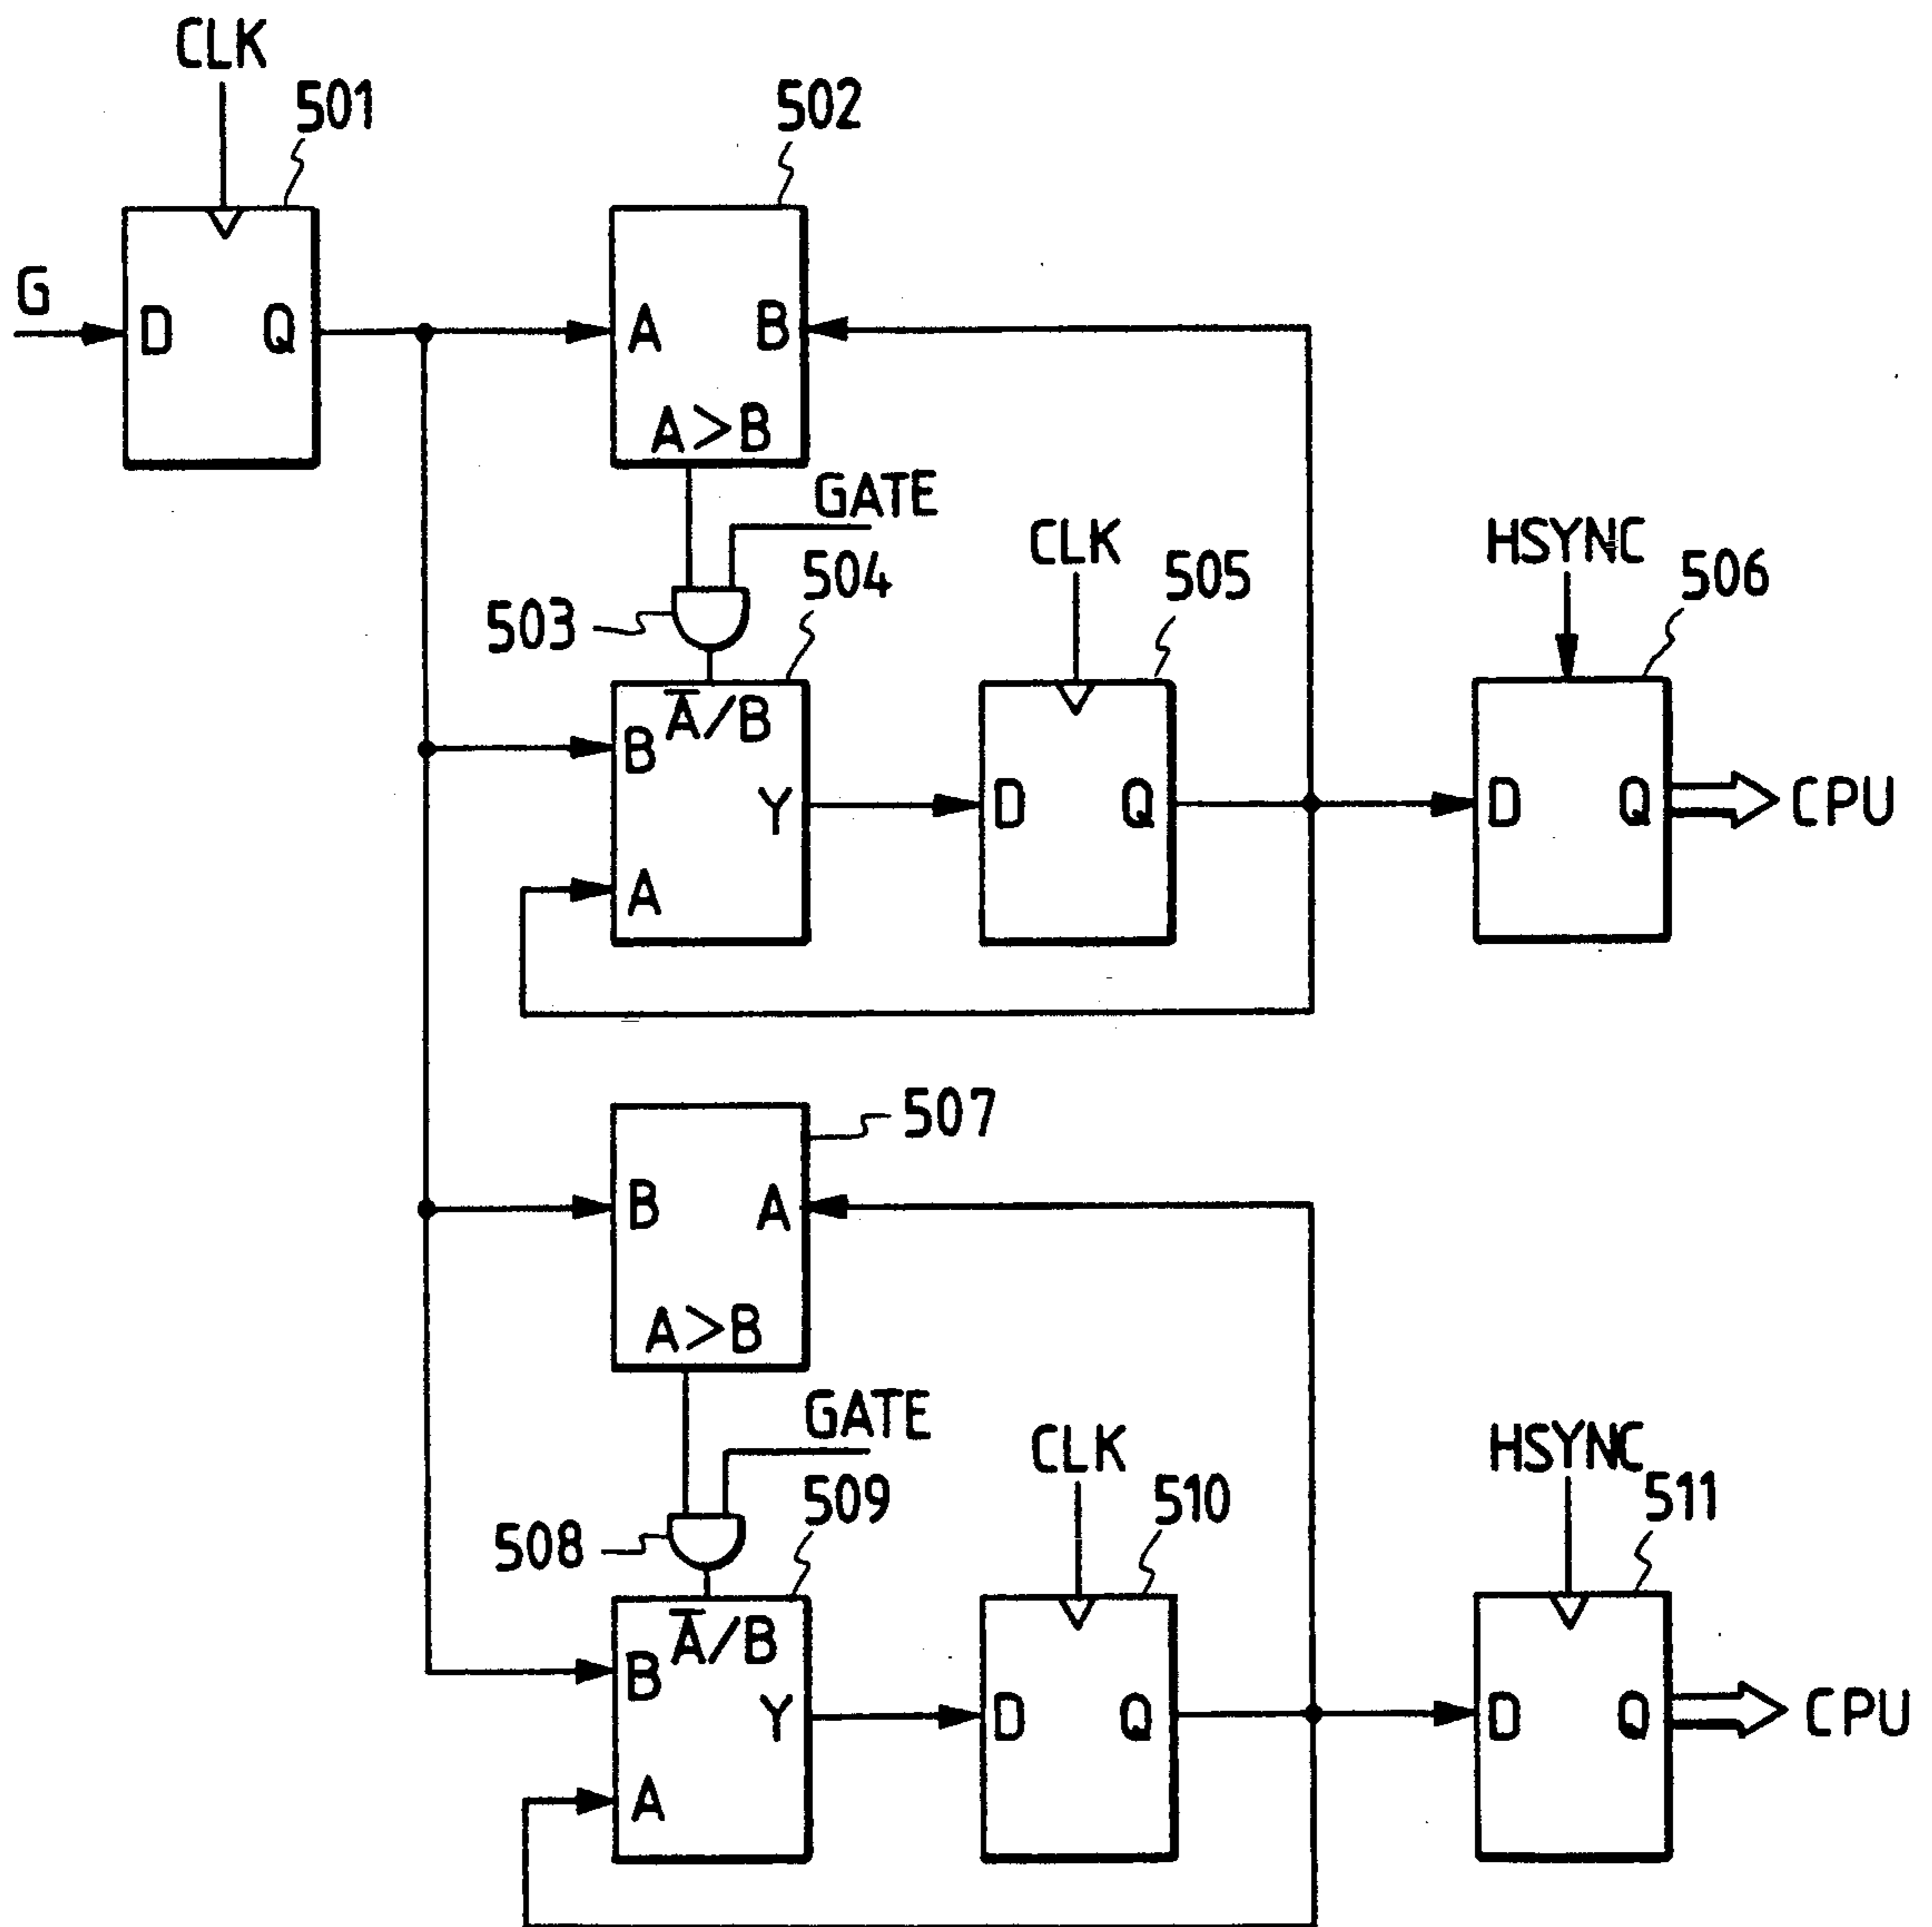 CLK
501
502
G
D
Q
A
B
A>B
GATE
503
504
CLK
505
HSYNC
506
A̅/B
B
Y
A
D
Q
D
Q
CPU
507
B
A
A>B
GATE
508
509
CLK
510
HSYNC
511
A̅/B
B
Y
A
D
Q
D
Q
CPU